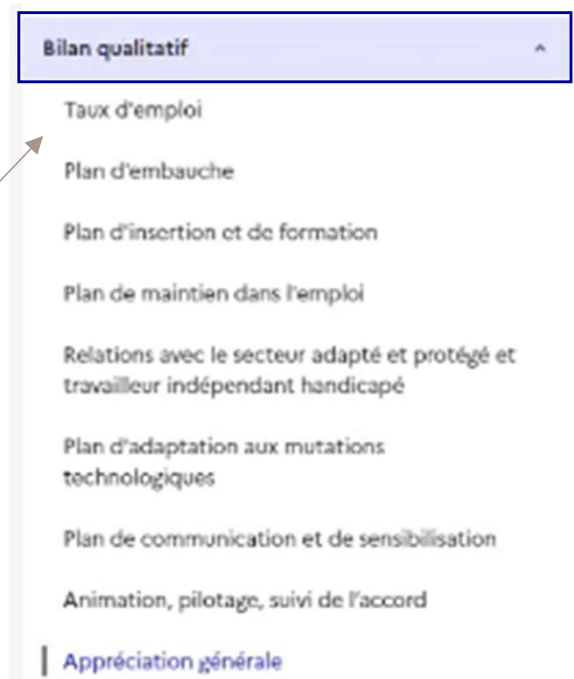 Bilan qualitatif
Taux d'emploi
Plan d'embauche
Plan d'insertion et de formation
Plan de maintien dans l'emploi
Relations avec le secteur adapté et protégé et
travailleur indépendant handicapé
Plan d'adaptation aux mutations
technologiques
Plan de communication et de sensibilisation
Animation, pilotage, suivi de l'accord
Appréciation générale